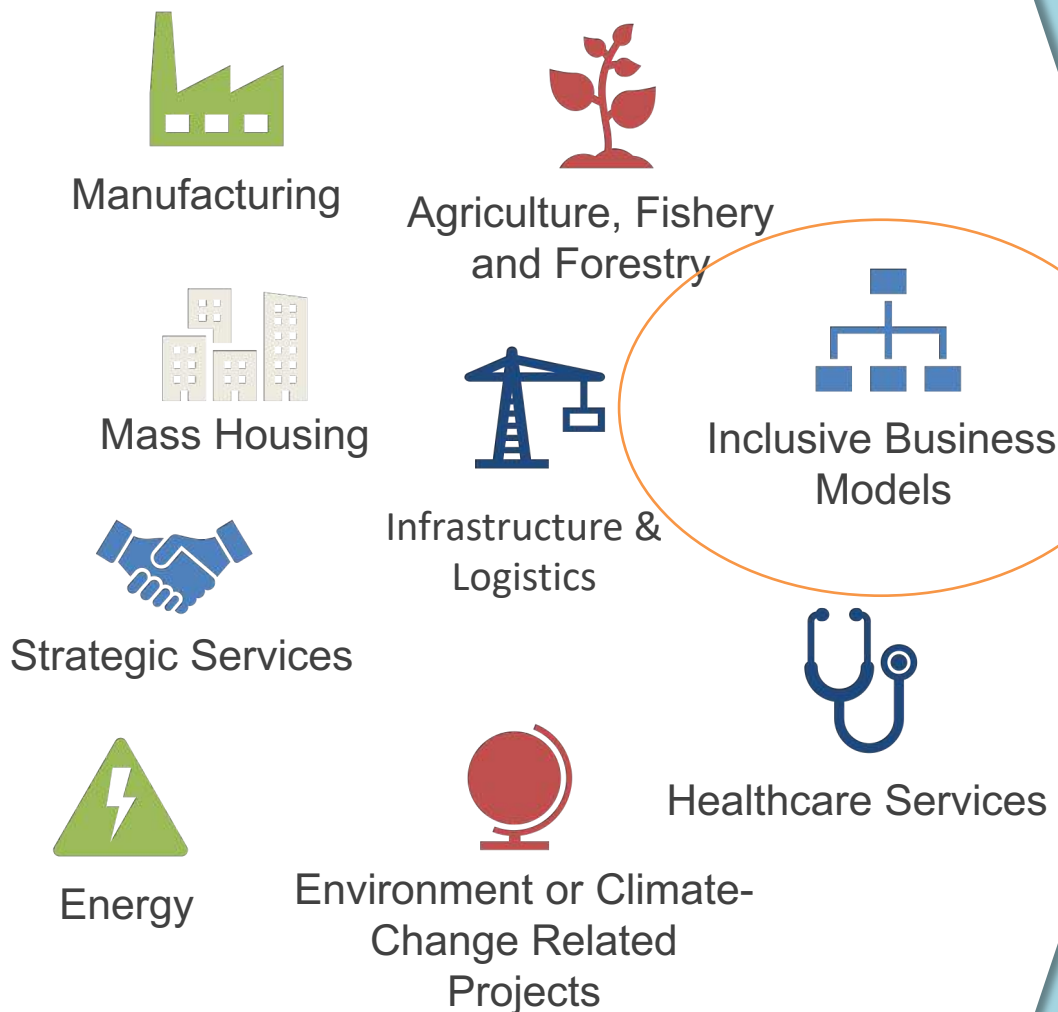 Manufacturing
Agriculture, Fishery
and Forestry
Mass Housing
Inclusive Business
Models
Infrastructure &
Logistics
Strategic Services
Healthcare Services
Energy
Environment or Climate-
Change Related
Projects